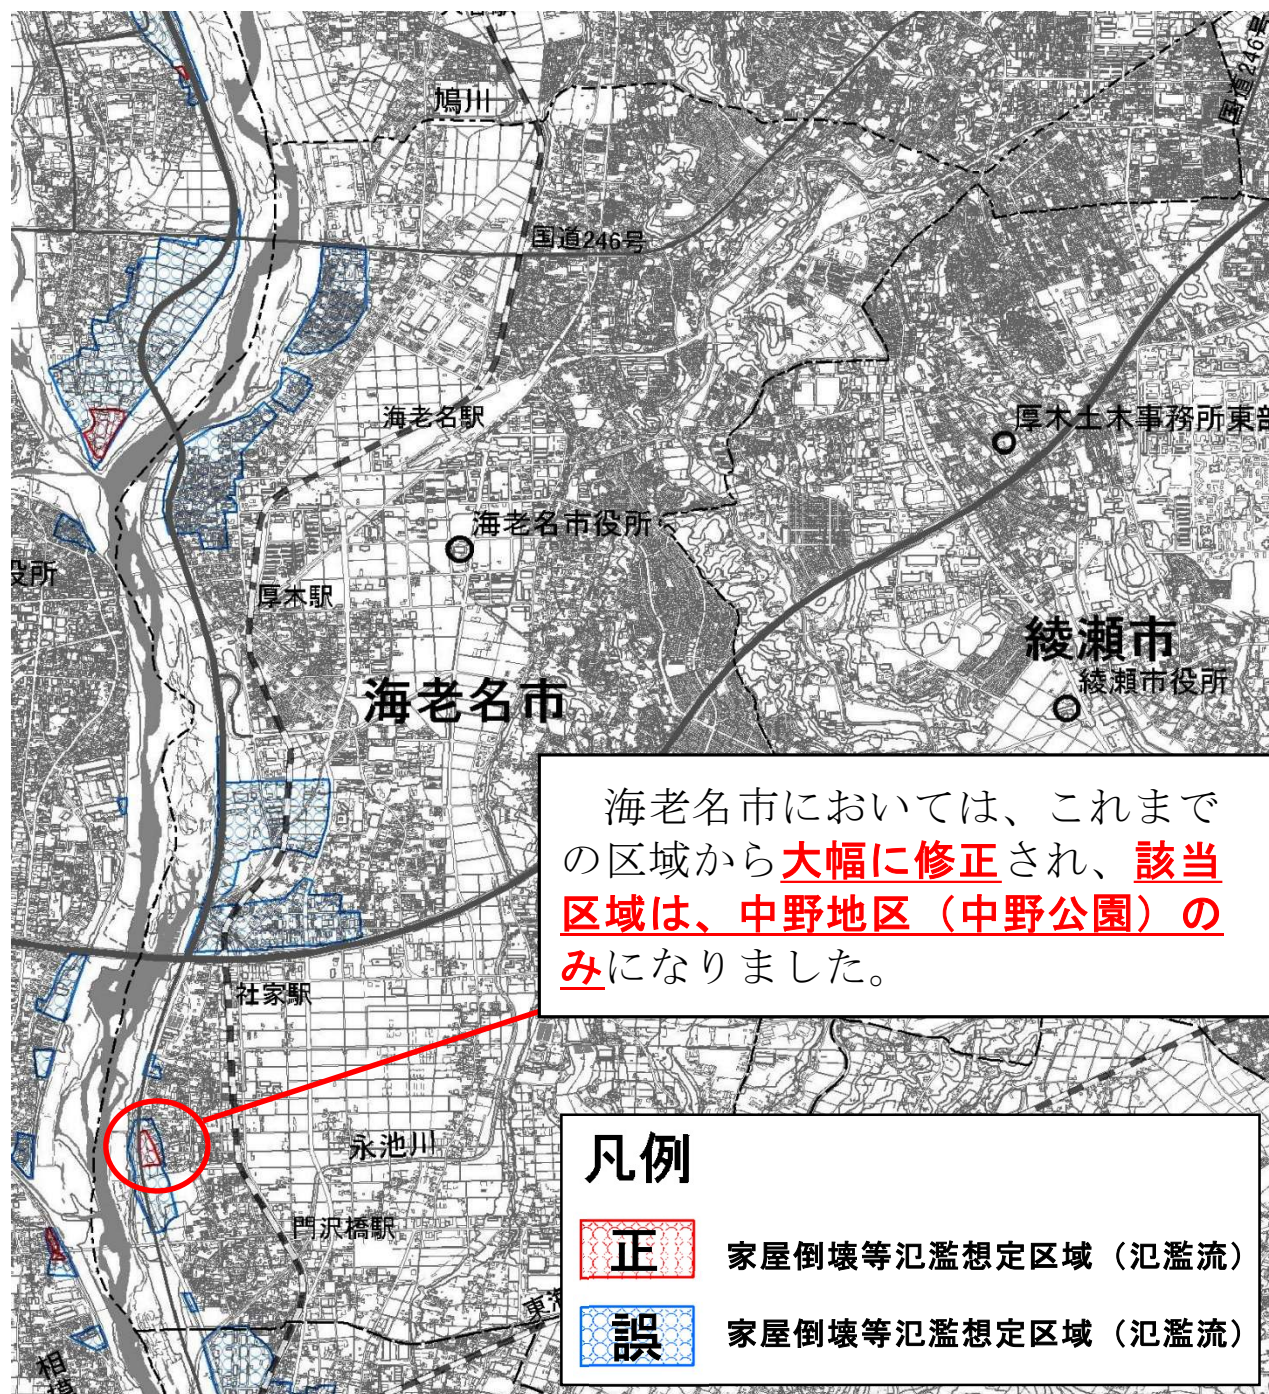 鳩川
国道246号
国道246号
海老名駅
厚木土木事務所東部
海老名市役所
役所
厚木駅
綾瀬市
綾瀬市役所
海老名市
海老名市においては、これまで
の区域から大幅に修正され、該当
区域は、中野地区（中野公園）の
みになりました。
社家駅
永池川
門沢橋駅
凡例
正 家屋倒壊等氾濫想定区域（氾濫流）
誤 家屋倒壊等氾濫想定区域（氾濫流）
東海
相模